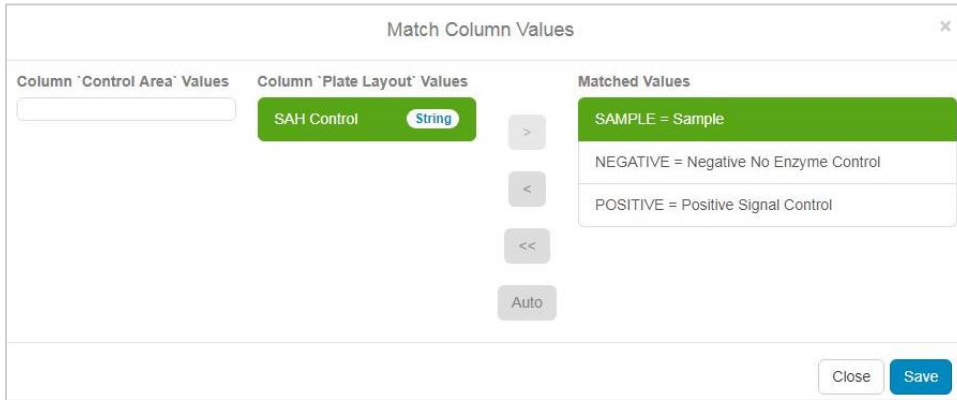 Match Column Values
×
Column `Control Area` Values
Column `Plate Layout` Values
SAH Control
String
>
<
<<
Auto
Matched Values
SAMPLE = Sample
NEGATIVE = Negative No Enzyme Control
POSITIVE = Positive Signal Control
Close
Save